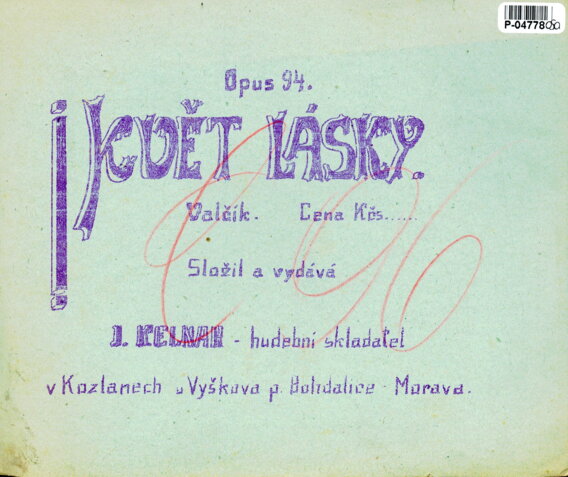 P-04778
Opus 94.
KVĚT LÁSKY.
Valčík. Cena Kčs......
Složil a vydává
J. KELNAR - hudební skladatel
v Kozlanech u Vyškova p. Bohdalice - Morava.